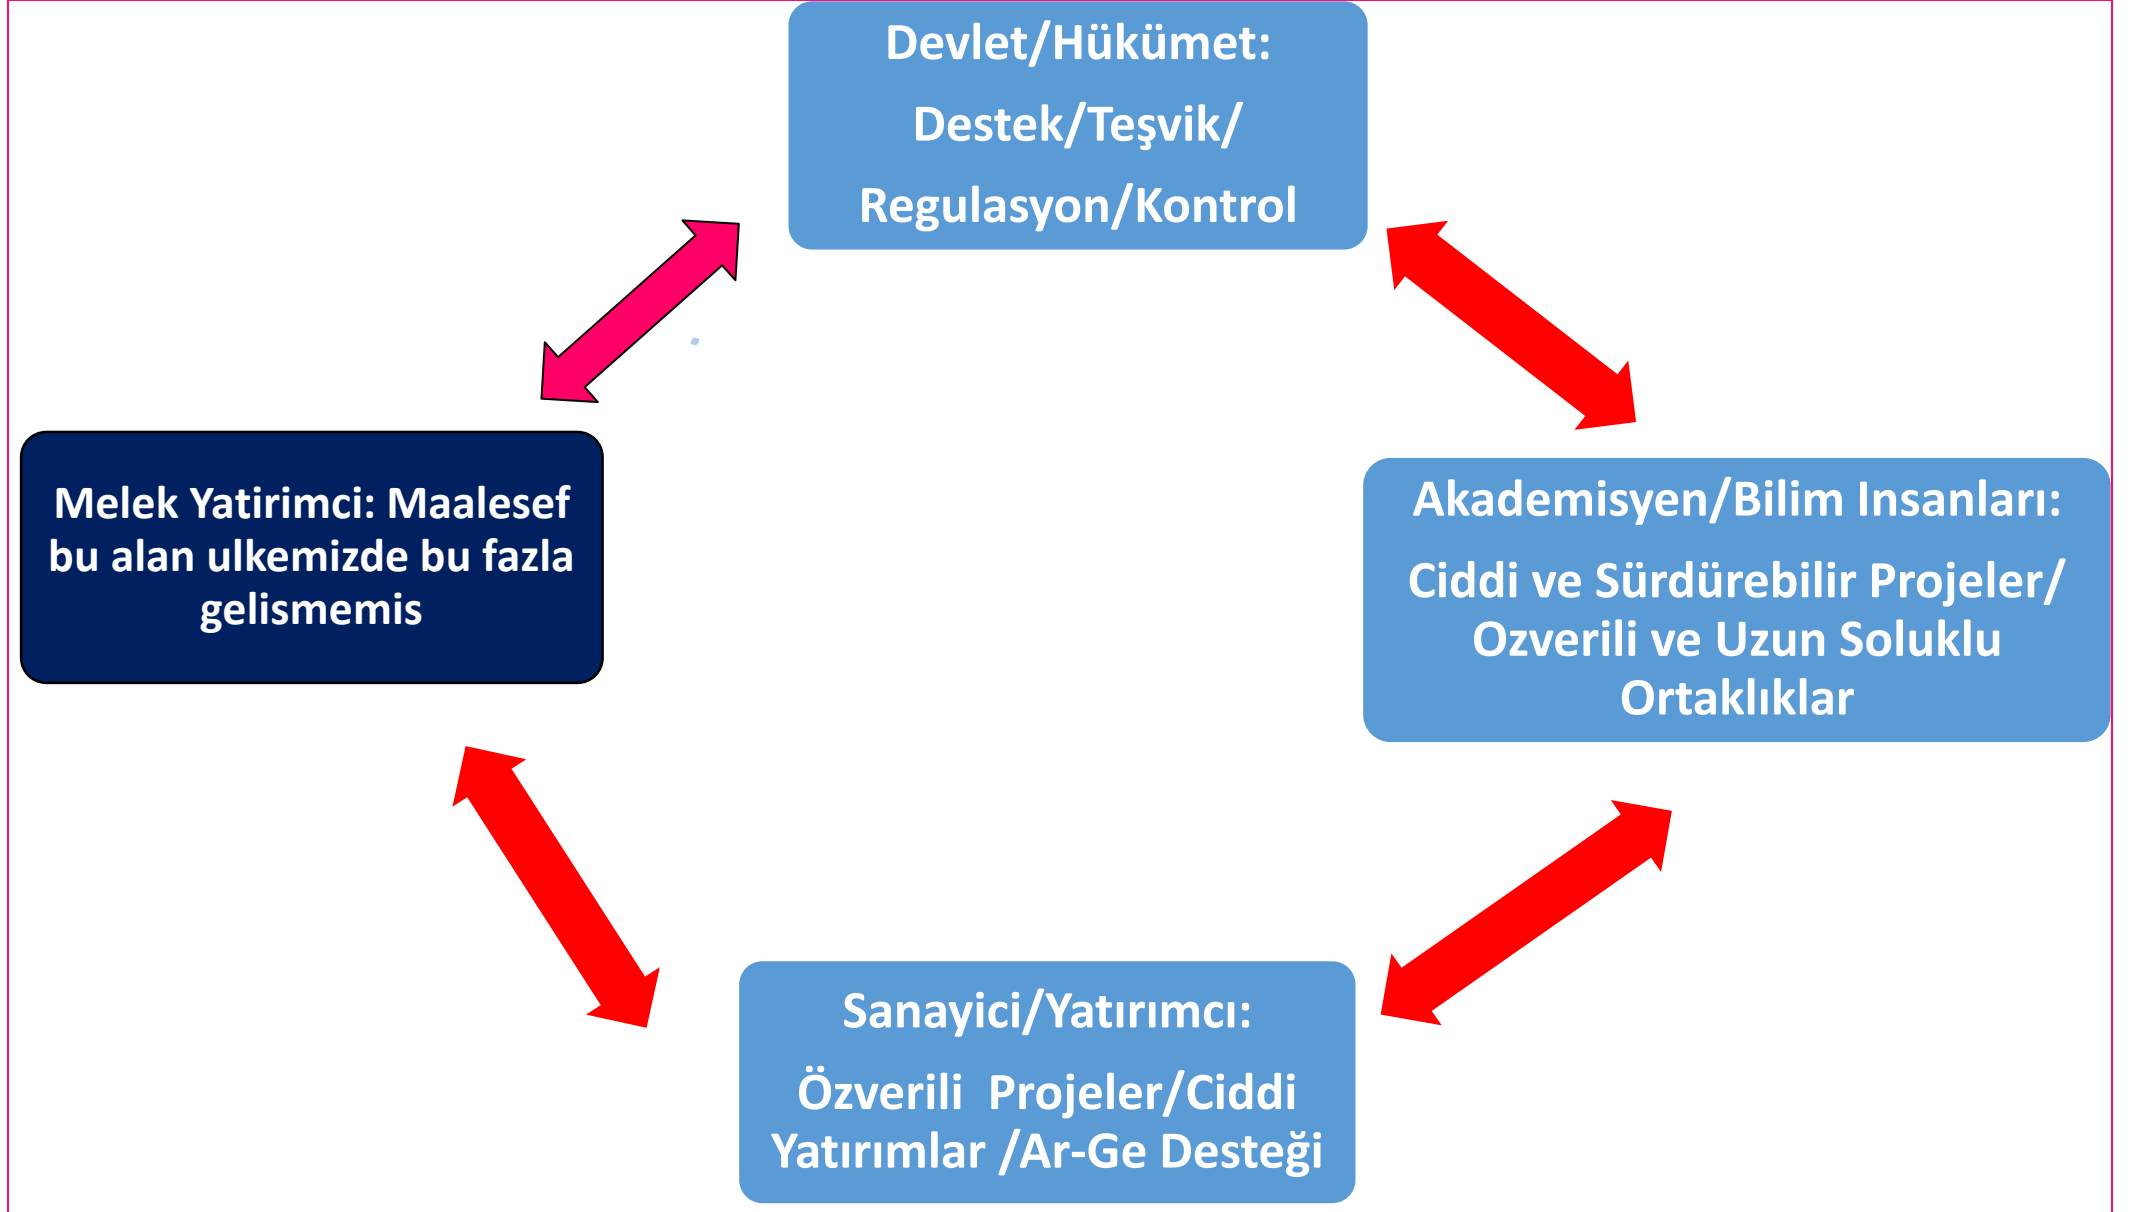 Devlet/Hükümet:
Destek/Teşvik/
Regulasyon/Kontrol
Melek Yatirimci: Maalesef
bu alan ulkemizde bu fazla
gelismemis
Akademisyen/Bilim Insanları:
Ciddi ve Sürdürebilir Projeler/
Ozverili ve Uzun Soluklu
Ortaklıklar
Sanayici/Yatırımcı:
Özverili  Projeler/Ciddi
Yatırımlar /Ar-Ge Desteği